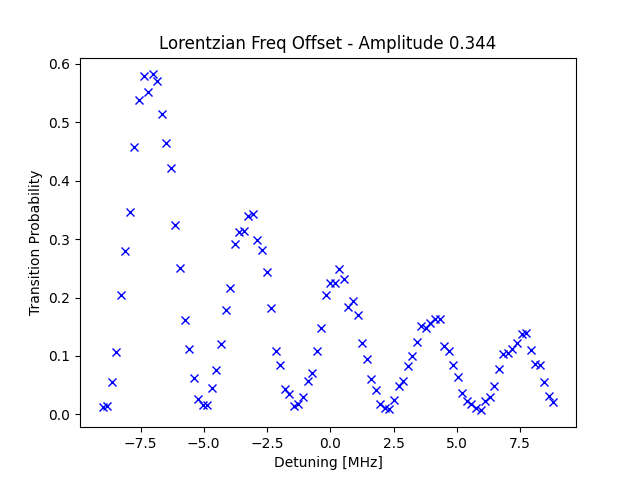 Lorentzian Freq Offset - Amplitude 0.344
0.6
0.5
0.4
0.3
0.2
0.1
0.0
Transition Probability
−7.5 −5.0 −2.5 0.0 2.5 5.0 7.5
Detuning [MHz]